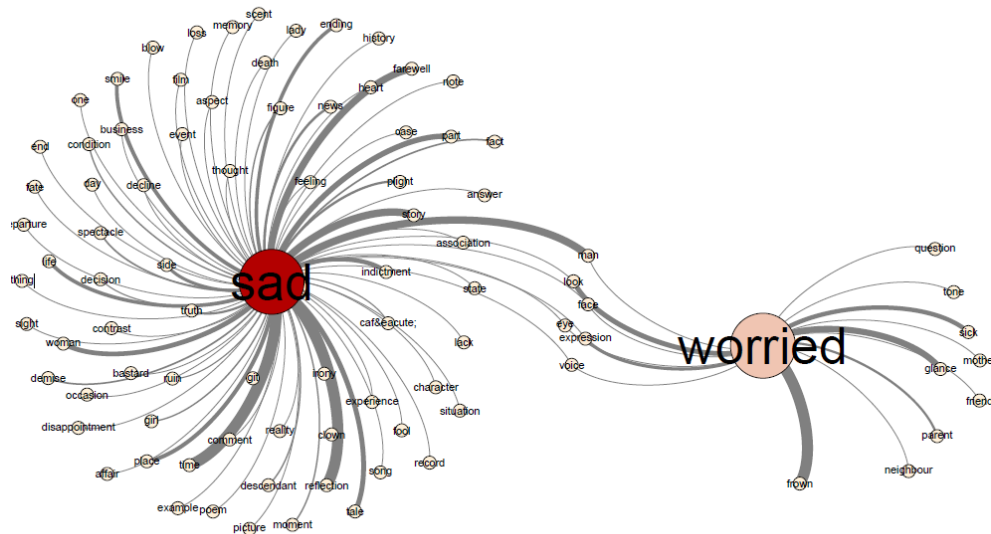 scent
memory
lady
ending
loss
history
blow
death
farewell
smile
film
heart
note
one
aspect
figure
news
business
event
case
part
fact
end
condition
thought
feeling
plight
fate
day
decline
answer
eparture
spectacle
story
association
man
question
life
side
indictment
look
thing
decision
sad
state
face
tone
truth
sight
contrast
caf&eacute;
eye
expression
sick
woman
lack
worried
voice
mothe
glance
demise
bastard
ruin
git
irony
character
friend
occasion
experience
situation
disappointment
girl
comment
reality
clown
fool
parent
affair
place
time
song
record
neighbour
descendant
reflection
frown
example
poem
tale
picture
moment